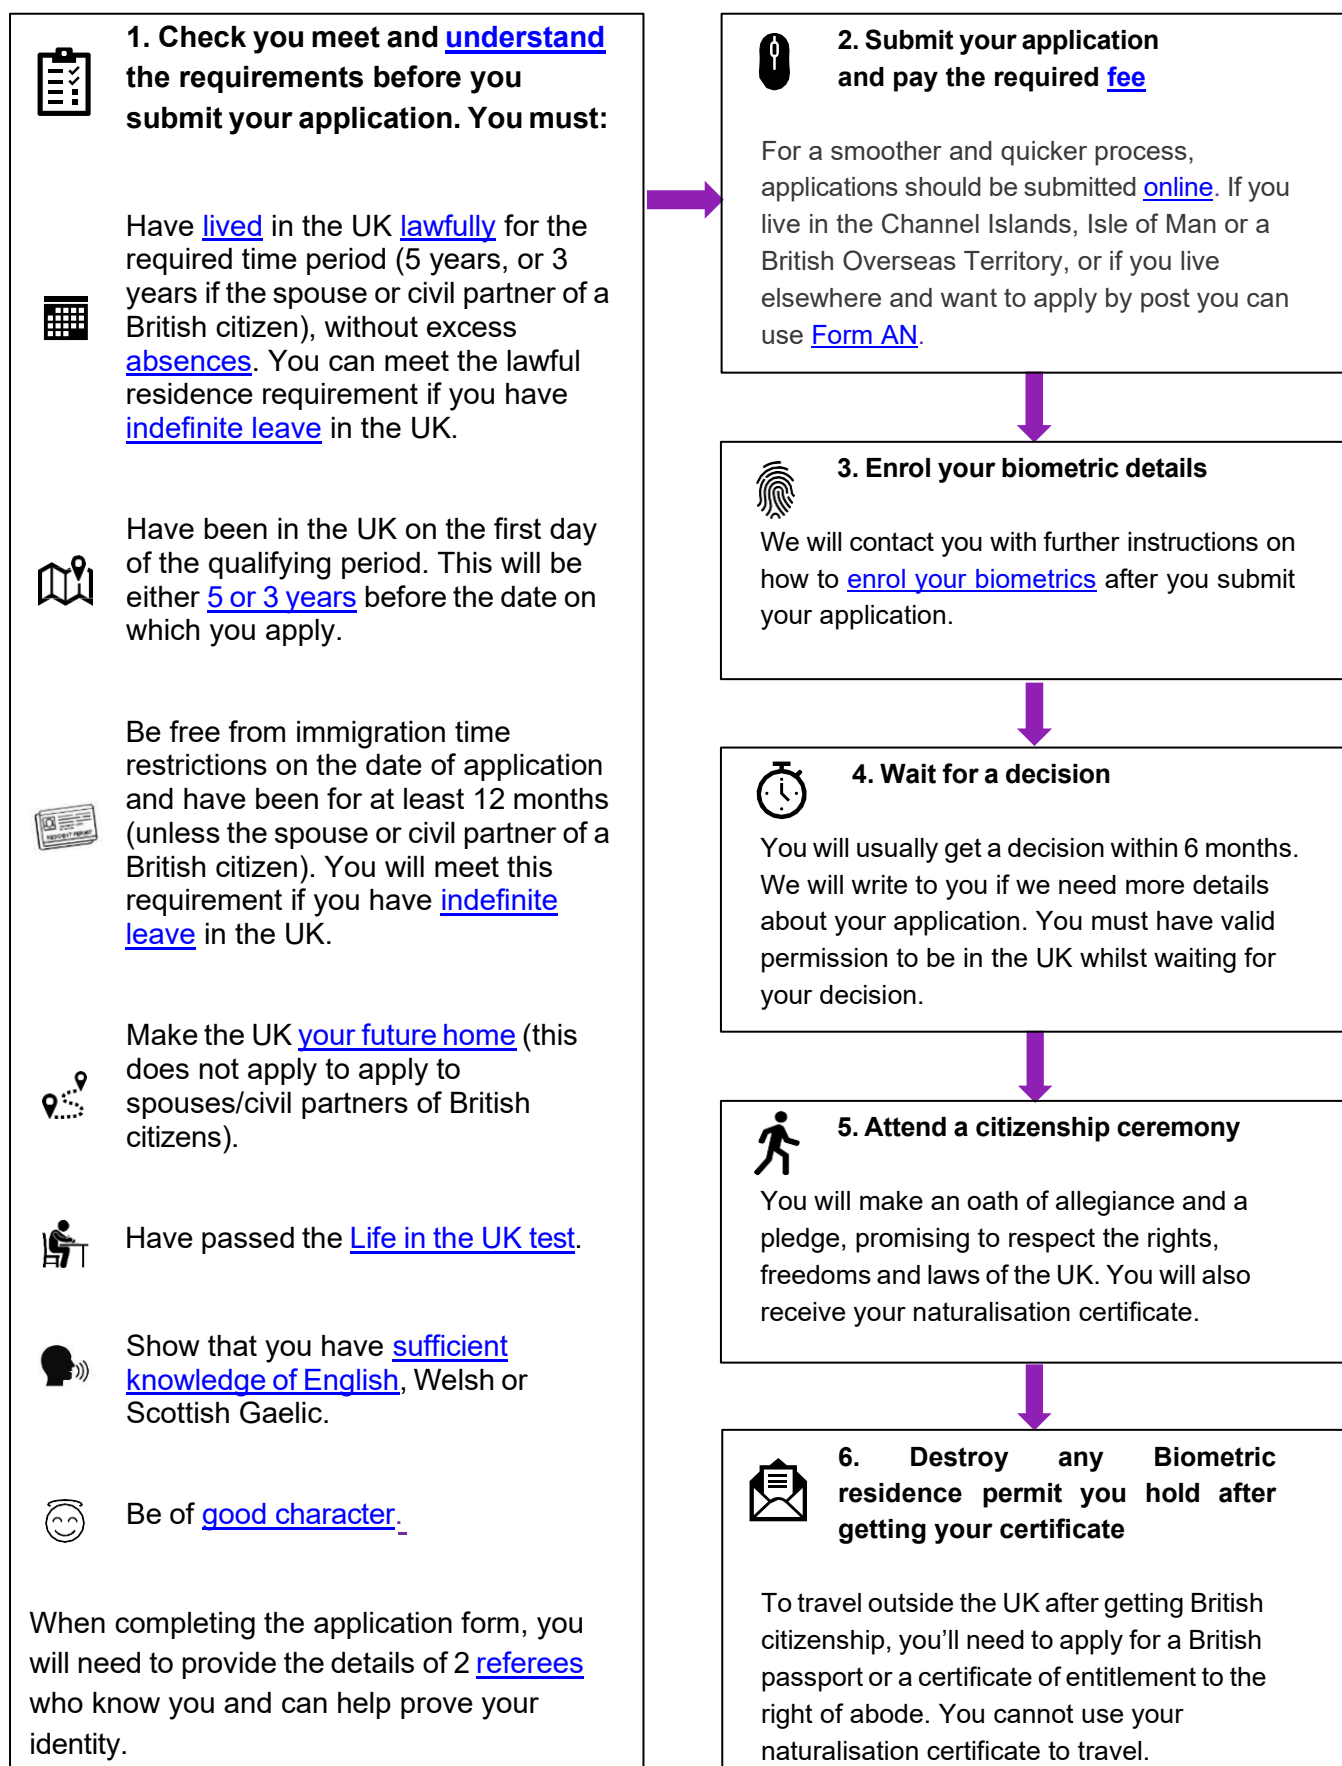 1. Check you meet and understand
the requirements before you
submit your application. You must:
Have lived in the UK lawfully for the
required time period (5 years, or 3
years if the spouse or civil partner of a
British citizen), without excess
absences. You can meet the lawful
residence requirement if you have
indefinite leave in the UK.
Have been in the UK on the first day
of the qualifying period. This will be
either 5 or 3 years before the date on
which you apply.
RESIDENT PERMIT
Be free from immigration time
restrictions on the date of application
and have been for at least 12 months
(unless the spouse or civil partner of a
British citizen). You will meet this
requirement if you have indefinite
leave in the UK.
Make the UK your future home (this
does not apply to apply to
spouses/civil partners of British
citizens).
Have passed the Life in the UK test.
Show that you have sufficient
knowledge of English, Welsh or
Scottish Gaelic.
Be of good character.
When completing the application form, you
will need to provide the details of 2 referees
who know you and can help prove your
identity.
2. Submit your application
and pay the required fee
For a smoother and quicker process,
applications should be submitted online. If you
live in the Channel Islands, Isle of Man or a
British Overseas Territory, or if you live
elsewhere and want to apply by post you can
use Form AN.
3. Enrol your biometric details
We will contact you with further instructions on
how to enrol your biometrics after you submit
your application.
4. Wait for a decision
You will usually get a decision within 6 months.
We will write to you if we need more details
about your application. You must have valid
permission to be in the UK whilst waiting for
your decision.
5. Attend a citizenship ceremony
You will make an oath of allegiance and a
pledge, promising to respect the rights,
freedoms and laws of the UK. You will also
receive your naturalisation certificate.
6. Destroy any Biometric
residence permit you hold after
getting your certificate
To travel outside the UK after getting British
citizenship, you’ll need to apply for a British
passport or a certificate of entitlement to the
right of abode. You cannot use your
naturalisation certificate to travel.